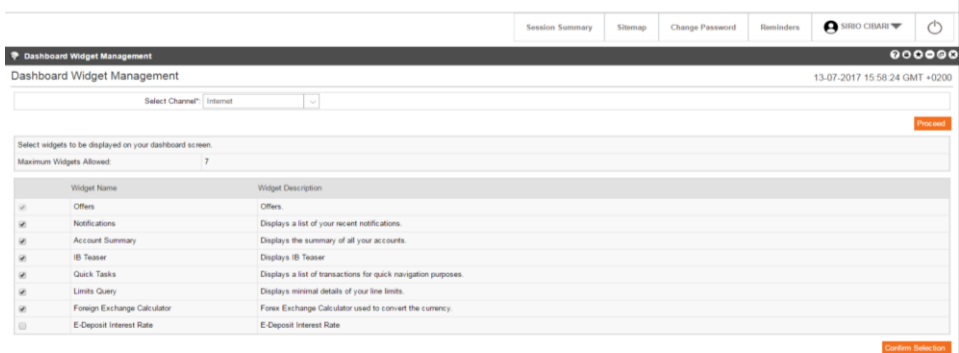 Session Summary Sitemap Change Password Reminders SIRIO CIBARI
Dashboard Widget Management
Dashboard Widget Management 13-07-2017 15:58:24 GMT +0200
Select Channel*: Internet
Proceed
Select widgets to be displayed on your dashboard screen.
Maximum Widgets Allowed: 7
Widget Name Widget Description
Offers Offers.
Notifications Displays a list of your recent notifications.
Account Summary Displays the summary of all your accounts.
IB Teaser Displays IB Teaser
Quick Tasks Displays a list of transactions for quick navigation purposes.
Limits Query Displays minimal details of your line limits.
Foreign Exchange Calculator Forex Exchange Calculator used to convert the currency.
E-Deposit Interest Rate E-Deposit Interest Rate
Confirm Selection